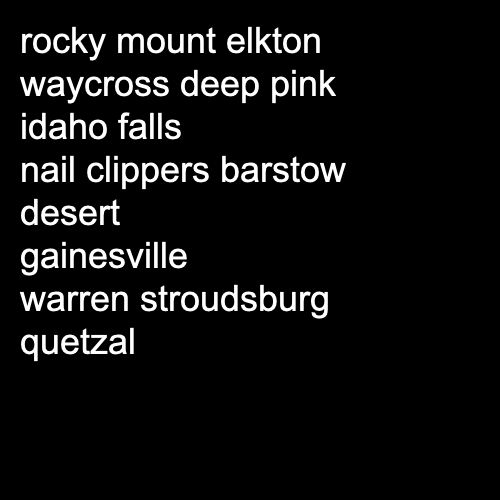 rocky mount elkton
waycross deep pink
idaho falls
nail clippers barstow
desert
gainesville
warren stroudsburg
quetzal